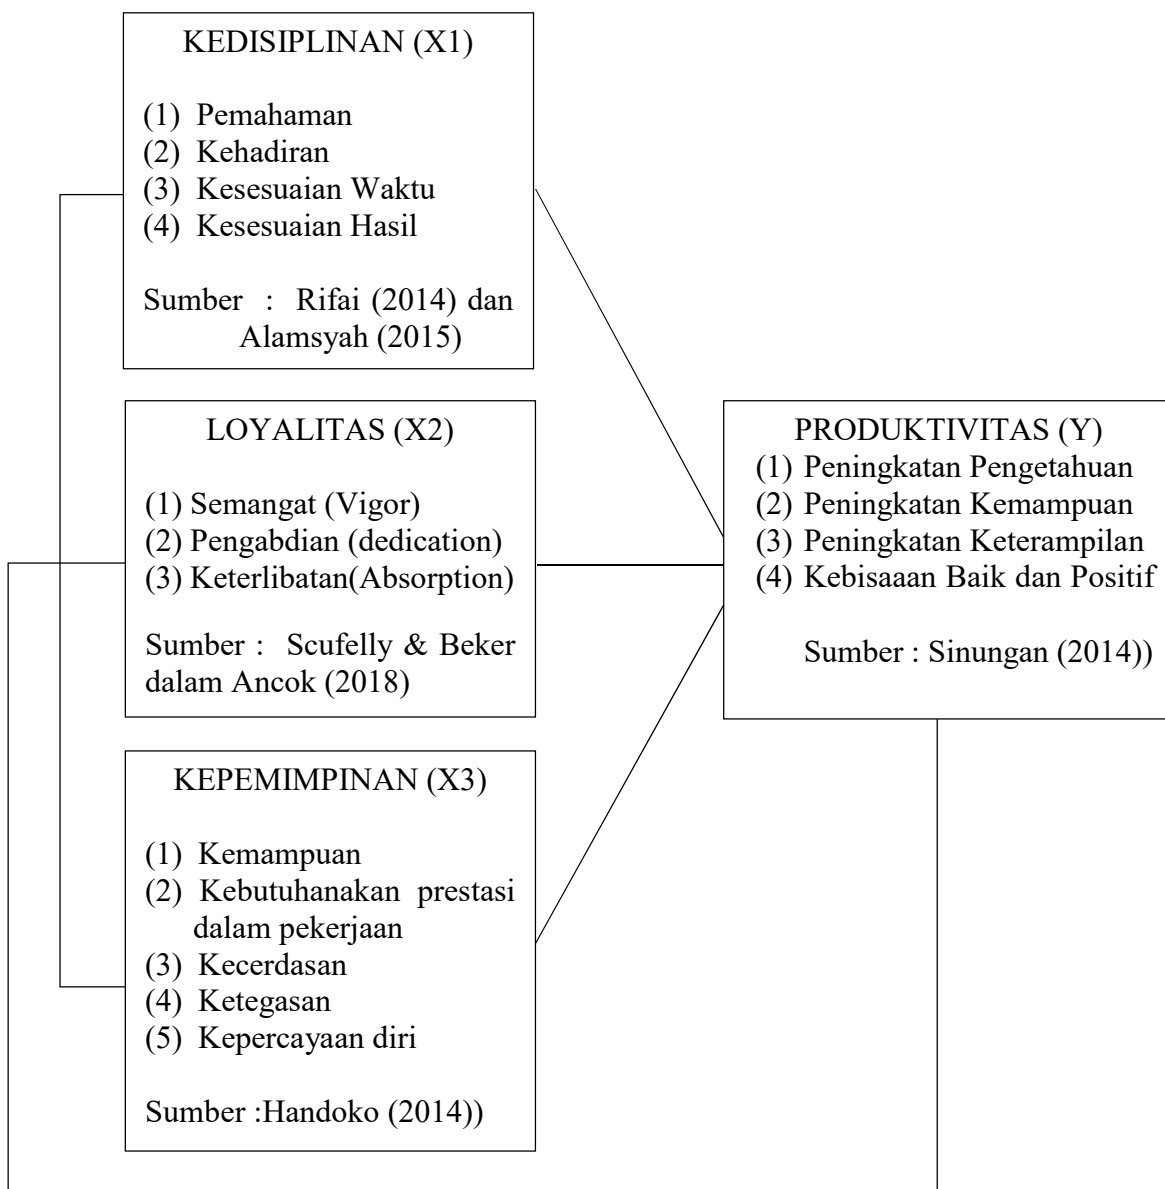 KEDISIPLINAN (X1)
(1) Pemahaman
(2) Kehadiran
(3) Kesesuaian Waktu
(4) Kesesuaian Hasil
Sumber : Rifai (2014) dan
Alamsyah (2015)
LOYALITAS (X2)
(1) Semangat (Vigor)
(2) Pengabdian (dedication)
(3) Keterlibatan(Absorption)
Sumber : Scufelly & Beker
dalam Ancok (2018)
KEPEMIMPINAN (X3)
(1) Kemampuan
(2) Kebutuhanakan prestasi
dalam pekerjaan
(3) Kecerdasan
(4) Ketegasan
(5) Kepercayaan diri
Sumber :Handoko (2014))
PRODUKTIVITAS (Y)
(1) Peningkatan Pengetahuan
(2) Peningkatan Kemampuan
(3) Peningkatan Keterampilan
(4) Kebisaaan Baik dan Positif
Sumber : Sinungan (2014))